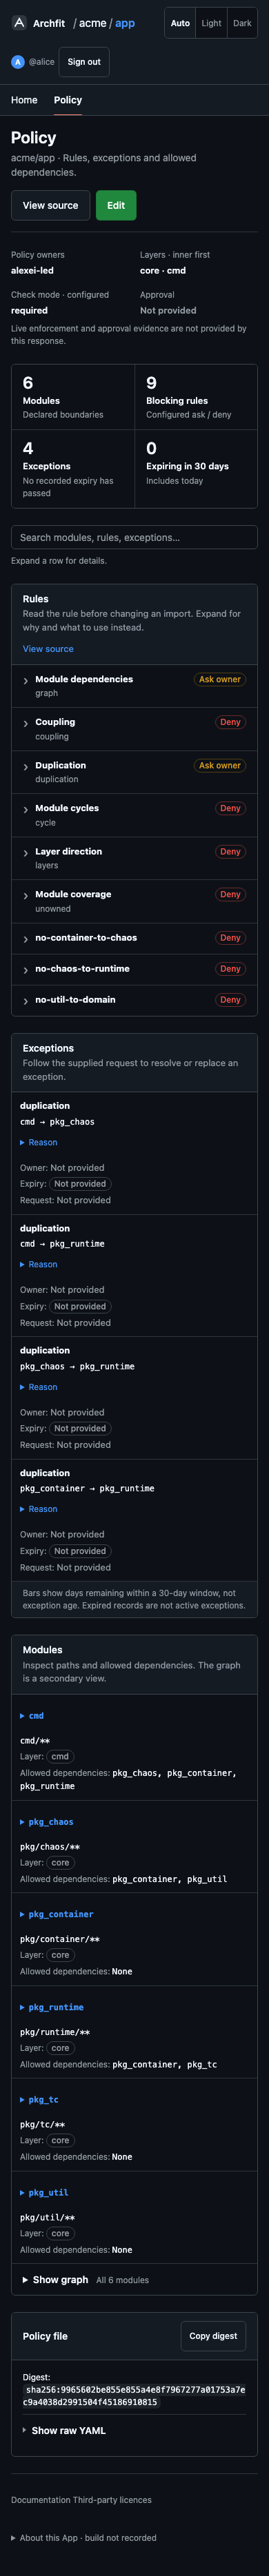 A Archfit / acme / app
Auto Light Dark
A @alice Sign out
Home Policy
Policy
acme/app · Rules, exceptions and allowed
dependencies.
View source Edit
Policy owners
alexei-led
Layers · inner first
core · cmd
Check mode · configured
required
Approval
Not provided
Live enforcement and approval evidence are not provided by
this response.
6
Modules
Declared boundaries
9
Blocking rules
Configured ask / deny
4
Exceptions
No recorded expiry has
passed
0
Expiring in 30 days
Includes today
Search modules, rules, exceptions...
Expand a row for details.
Rules
Read the rule before changing an import. Expand for
why and what to use instead.
View source
Module dependencies Ask owner
graph
Coupling Deny
coupling
Duplication Ask owner
duplication
Module cycles Deny
cycle
Layer direction Deny
layers
Module coverage Deny
unowned
no-container-to-chaos Deny
no-chaos-to-runtime Deny
no-util-to-domain Deny
Exceptions
Follow the supplied request to resolve or replace an
exception.
duplication
cmd → pkg_chaos
Reason
Owner: Not provided
Expiry: Not provided
Request: Not provided
duplication
cmd → pkg_runtime
Reason
Owner: Not provided
Expiry: Not provided
Request: Not provided
duplication
pkg_chaos → pkg_runtime
Reason
Owner: Not provided
Expiry: Not provided
Request: Not provided
duplication
pkg_container → pkg_runtime
Reason
Owner: Not provided
Expiry: Not provided
Request: Not provided
Bars show days remaining within a 30-day window, not
exception age. Expired records are not active exceptions.
Modules
Inspect paths and allowed dependencies. The graph
is a secondary view.
cmd
cmd/**
Layer: cmd
Allowed dependencies: pkg_chaos, pkg_container,
pkg_runtime
pkg_chaos
pkg/chaos/**
Layer: core
Allowed dependencies: pkg_container, pkg_util
pkg_container
pkg/container/**
Layer: core
Allowed dependencies: None
pkg_runtime
pkg/runtime/**
Layer: core
Allowed dependencies: pkg_container, pkg_tc
pkg_tc
pkg/tc/**
Layer: core
Allowed dependencies: None
pkg_util
pkg/util/**
Layer: core
Allowed dependencies: None
Show graph All 6 modules
Policy file Copy digest
Digest:
sha256:9965602be855e855a4e8f7967277a01753a7e
c9a4038d2991504f45186910815
Show raw YAML
Documentation Third-party licences
About this App · build not recorded